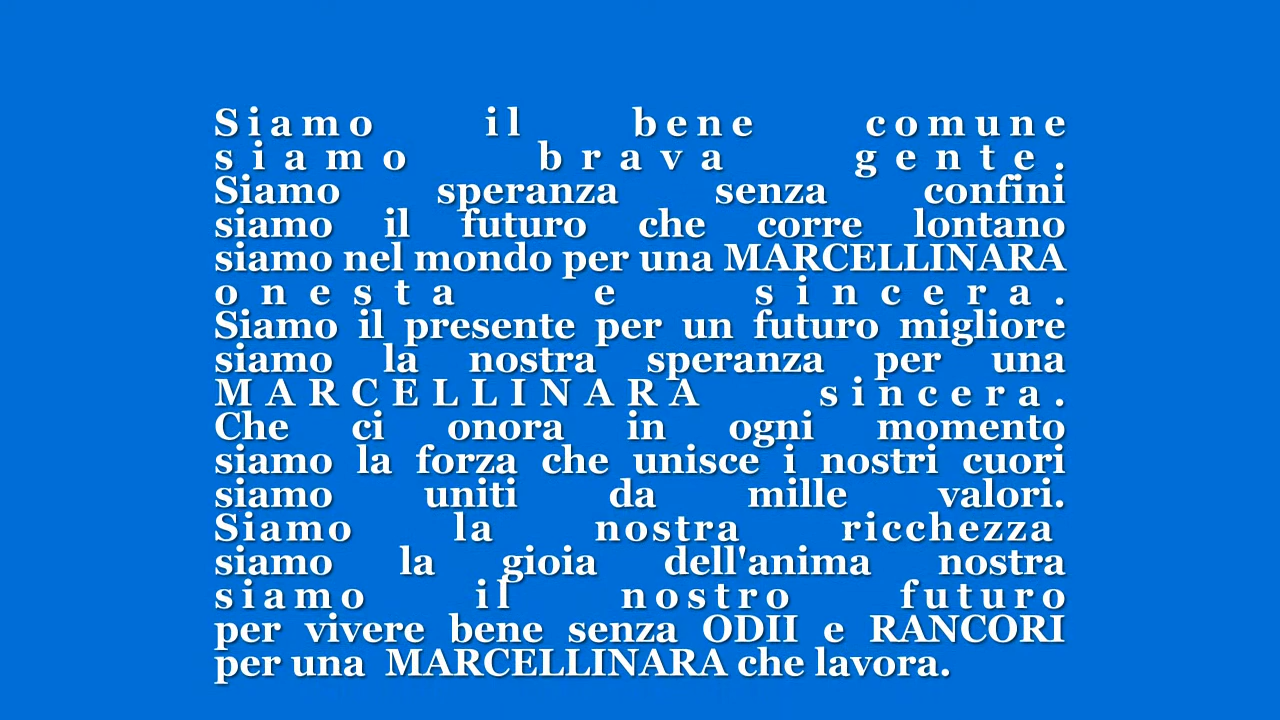 Siamo il bene comune
siamo brava gente.
Siamo speranza senza confini
siamo il futuro che corre lontano
siamo nel mondo per una MARCELLINARA
onesta e sincera.
Siamo il presente per un futuro migliore
siamo la nostra speranza per una
MARCELLINARA sincera.
Che ci onora in ogni momento
siamo la forza che unisce i nostri cuori
siamo uniti da mille valori.
Siamo la nostra ricchezza
siamo la gioia dell'anima nostra
siamo il nostro futuro
per vivere bene senza ODII e RANCORI
per una MARCELLINARA che lavora.